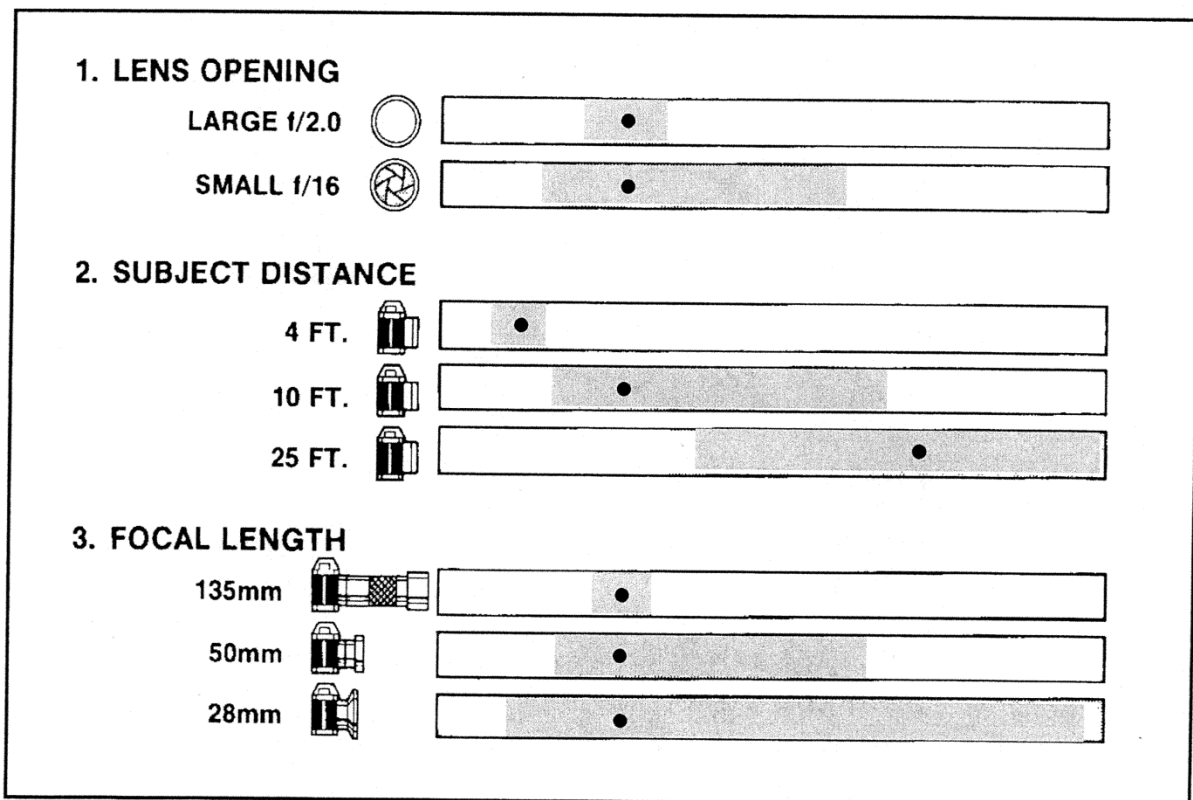 1. LENS OPENING
LARGE f/2.0
SMALL f/16
2. SUBJECT DISTANCE
4 FT.
10 FT.
25 FT.
3. FOCAL LENGTH
135mm
50mm
28mm